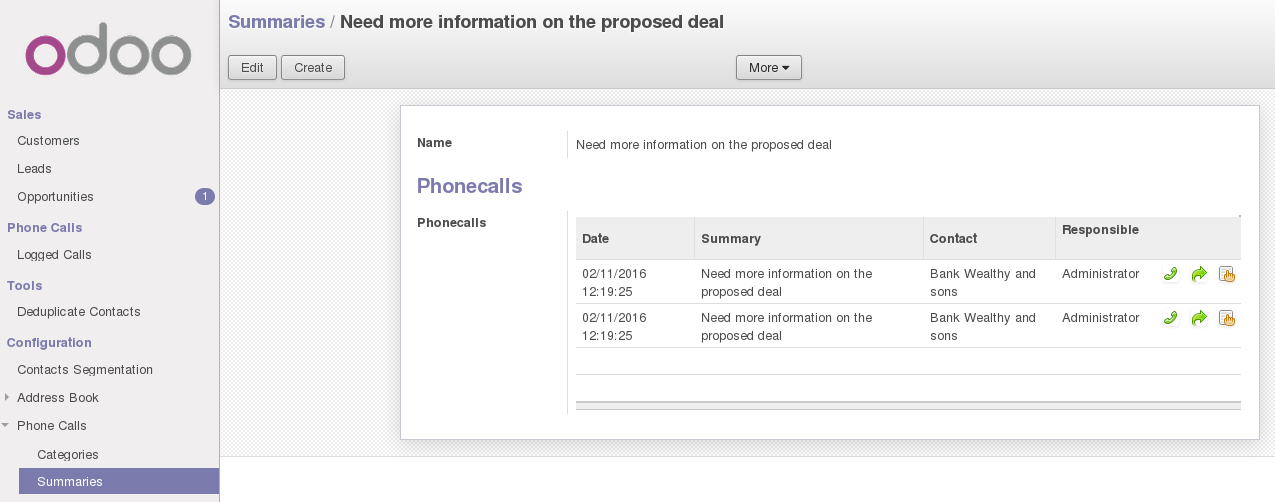 odoo
Sales
Customers
Leads
Opportunities 1
Phone Calls
Logged Calls
Tools
Deduplicate Contacts
Configuration
Contacts Segmentation
Address Book
Phone Calls
Categories
Summaries
Summaries / Need more information on the proposed deal
Edit Create More
Name Need more information on the proposed deal
Phonecalls
Phonecalls
Date Summary Contact Responsible
02/11/2016 Need more information on the Bank Wealthy and Administrator
12:19:25 proposed deal sons
02/11/2016 Need more information on the Bank Wealthy and Administrator
12:19:25 proposed deal sons